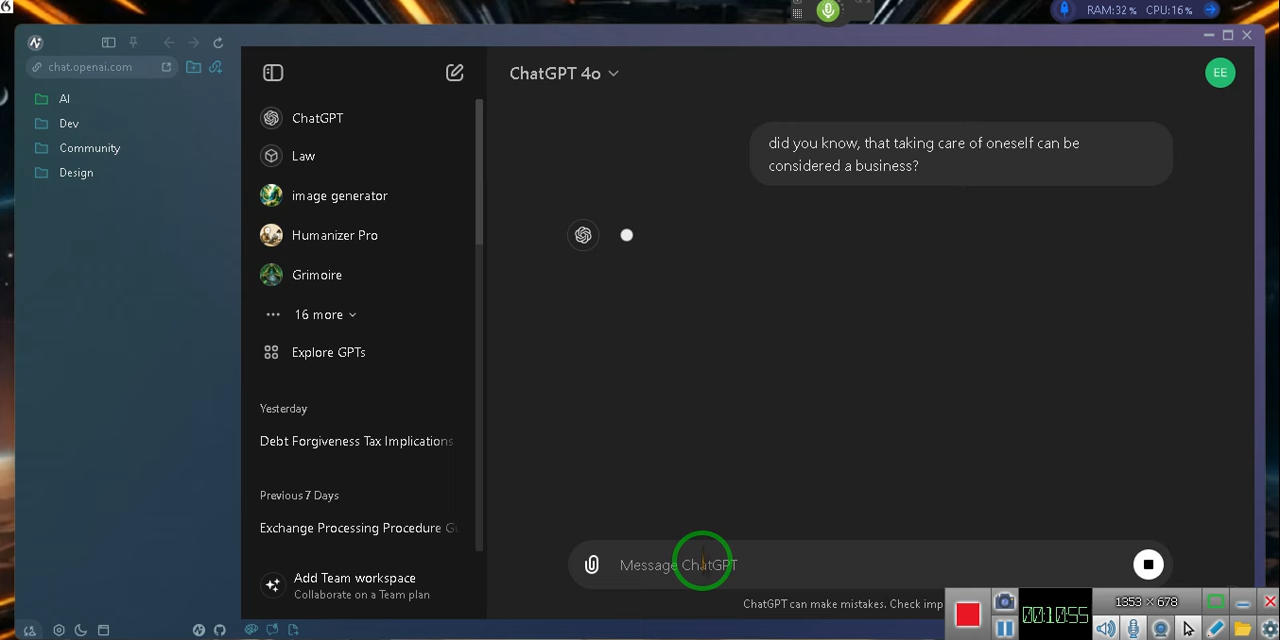 RAM:32% CPU:16%
chat.openai.com
AI
Dev
Community
Design
ChatGPT
Law
image generator
Humanizer Pro
Grimoire
16 more
Explore GPTs
Yesterday
Debt Forgiveness Tax Implications
Previous 7 Days
Exchange Processing Procedure G
Add Team workspace
Collaborate on a Team plan
ChatGPT 4o
EE
did you know, that taking care of oneself can be
considered a business?
Message ChatGPT
ChatGPT can make mistakes. Check imp
1353 × 678
00:10:55